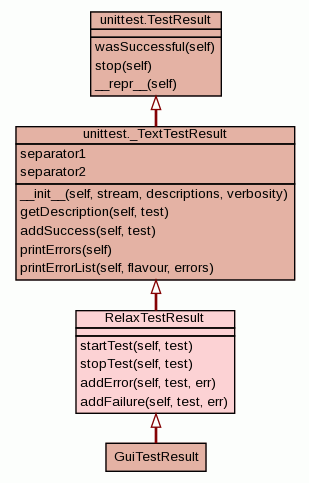 unittest.TestResult
wasSuccessful(self)
stop(self)
__repr__(self)
unittest._TextTestResult
separator1
separator2
__init__(self, stream, descriptions, verbosity)
getDescription(self, test)
addSuccess(self, test)
printErrors(self)
printErrorList(self, flavour, errors)
RelaxTestResult
startTest(self, test)
stopTest(self, test)
addError(self, test, err)
addFailure(self, test, err)
GuiTestResult